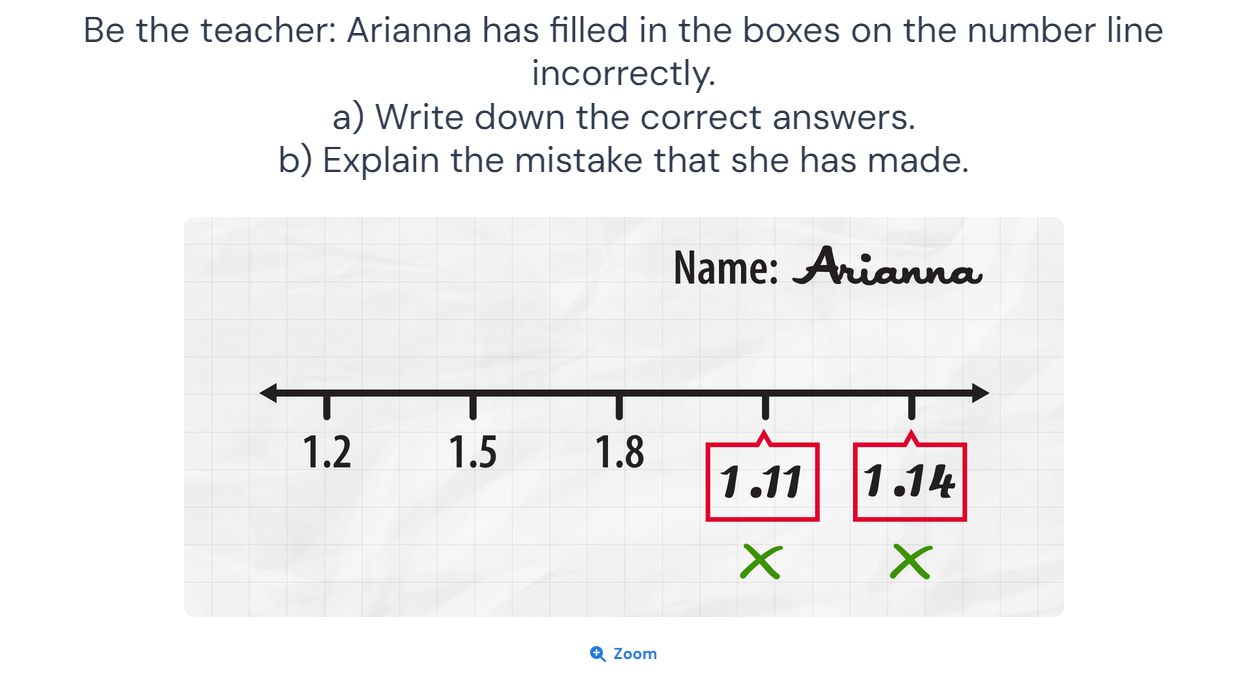 Be the teacher: Arianna has filled in the boxes on the number line
incorrectly.
a) Write down the correct answers.
b) Explain the mistake that she has made.
Name: Arianna
1.2 1.5 1.8 1.11 1.14
Zoom